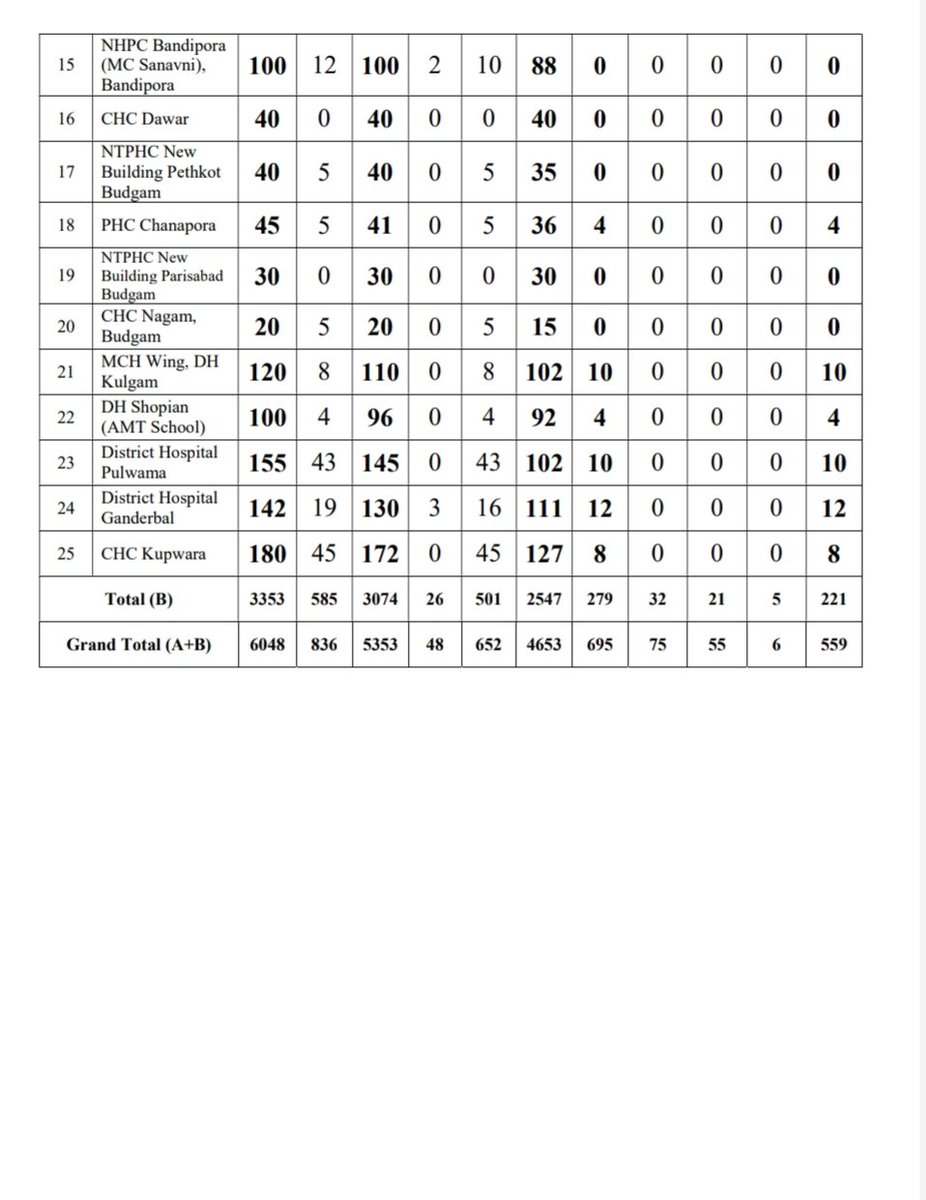 15 NHPC Bandipora (MC Sanavni), Bandipora 100 12 100 2 10 88 0 0 0 0 0
16 CHC Dawar 40 0 40 0 0 40 0 0 0 0 0
17 NTPHC New Building Pethkot Budgam 40 5 40 0 5 35 0 0 0 0 0
18 PHC Chanapora 45 5 41 0 5 36 4 0 0 0 4
19 NTPHC New Building Parisabad Budgam 30 0 30 0 0 30 0 0 0 0 0
20 CHC Nagam, Budgam 20 5 20 0 5 15 0 0 0 0 0
21 MCH Wing, DH Kulgam 120 8 110 0 8 102 10 0 0 0 10
22 DH Shopian (AMT School) 100 4 96 0 4 92 4 0 0 0 4
23 District Hospital Pulwama 155 43 145 0 43 102 10 0 0 0 10
24 District Hospital Ganderbal 142 19 130 3 16 111 12 0 0 0 12
25 CHC Kupwara 180 45 172 0 45 127 8 0 0 0 8
Total (B) 3353 585 3074 26 501 2547 279 32 21 5 221
Grand Total (A+B) 6048 836 5353 48 652 4653 695 75 55 6 559